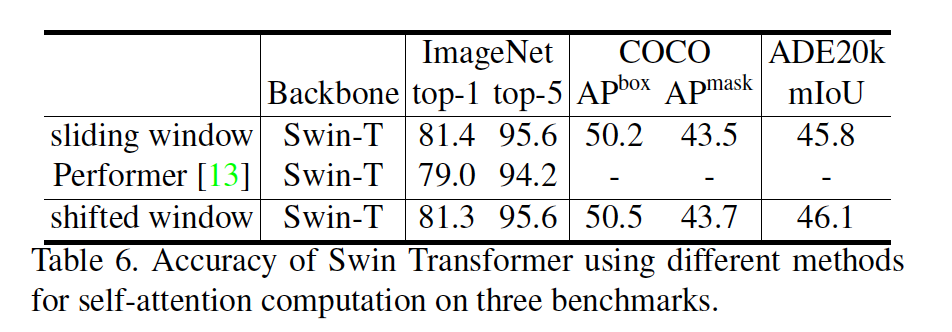 ImageNet COCO ADE20k
Backbone top-1 top-5 AP^box AP^mask mIoU
sliding window Swin-T 81.4 95.6 50.2 43.5 45.8
Performer [13] Swin-T 79.0 94.2 - - -
shifted window Swin-T 81.3 95.6 50.5 43.7 46.1
Table 6. Accuracy of Swin Transformer using different methods
for self-attention computation on three benchmarks.